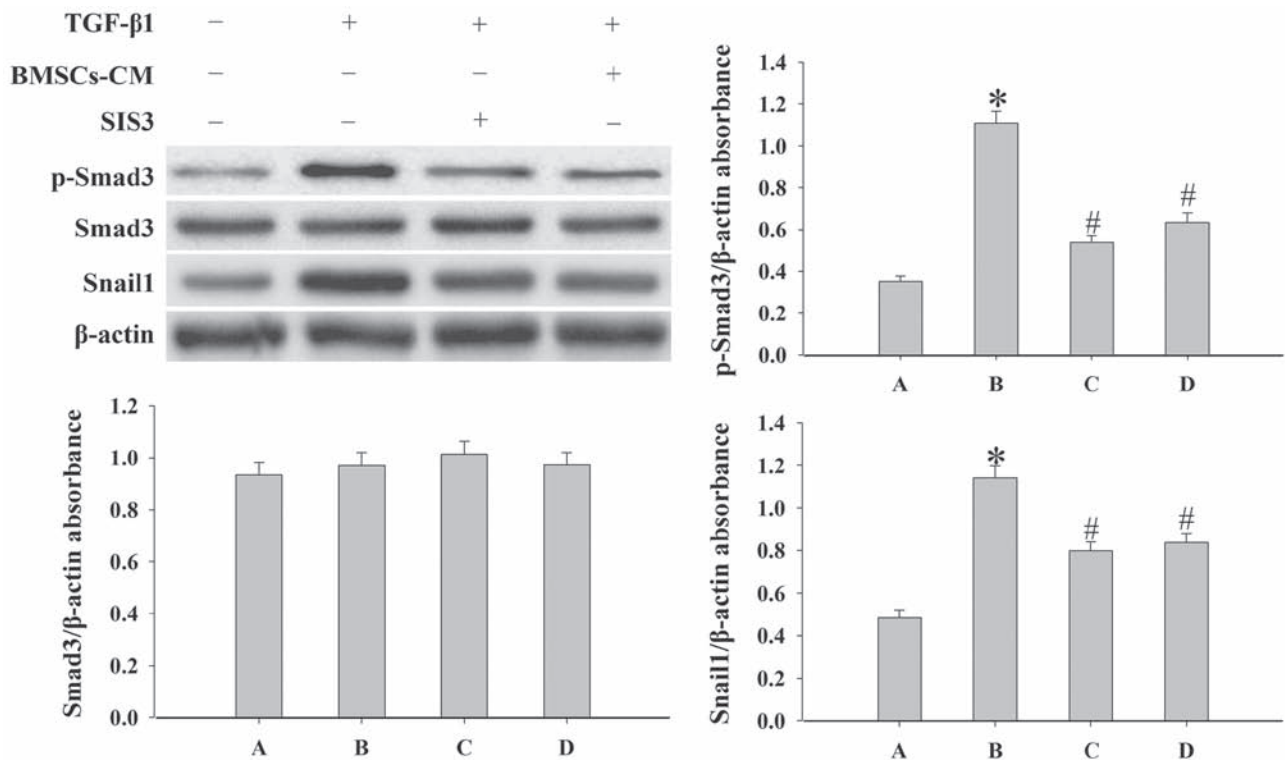 TGF-β1 − + + +
BMSCs-CM − − − +
SIS3 − − + −
p-Smad3
Smad3
Snail1
β-actin
p-Smad3/β-actin absorbance
1.4
1.2
1.0
0.8
0.6
0.4
0.2
0.0
*
#
#
A B C D
Smad3/β-actin absorbance
1.2
1.0
0.8
0.6
0.4
0.2
0.0
A B C D
Snail1/β-actin absorbance
1.4
1.2
1.0
0.8
0.6
0.4
0.2
0.0
*
#
#
A B C D